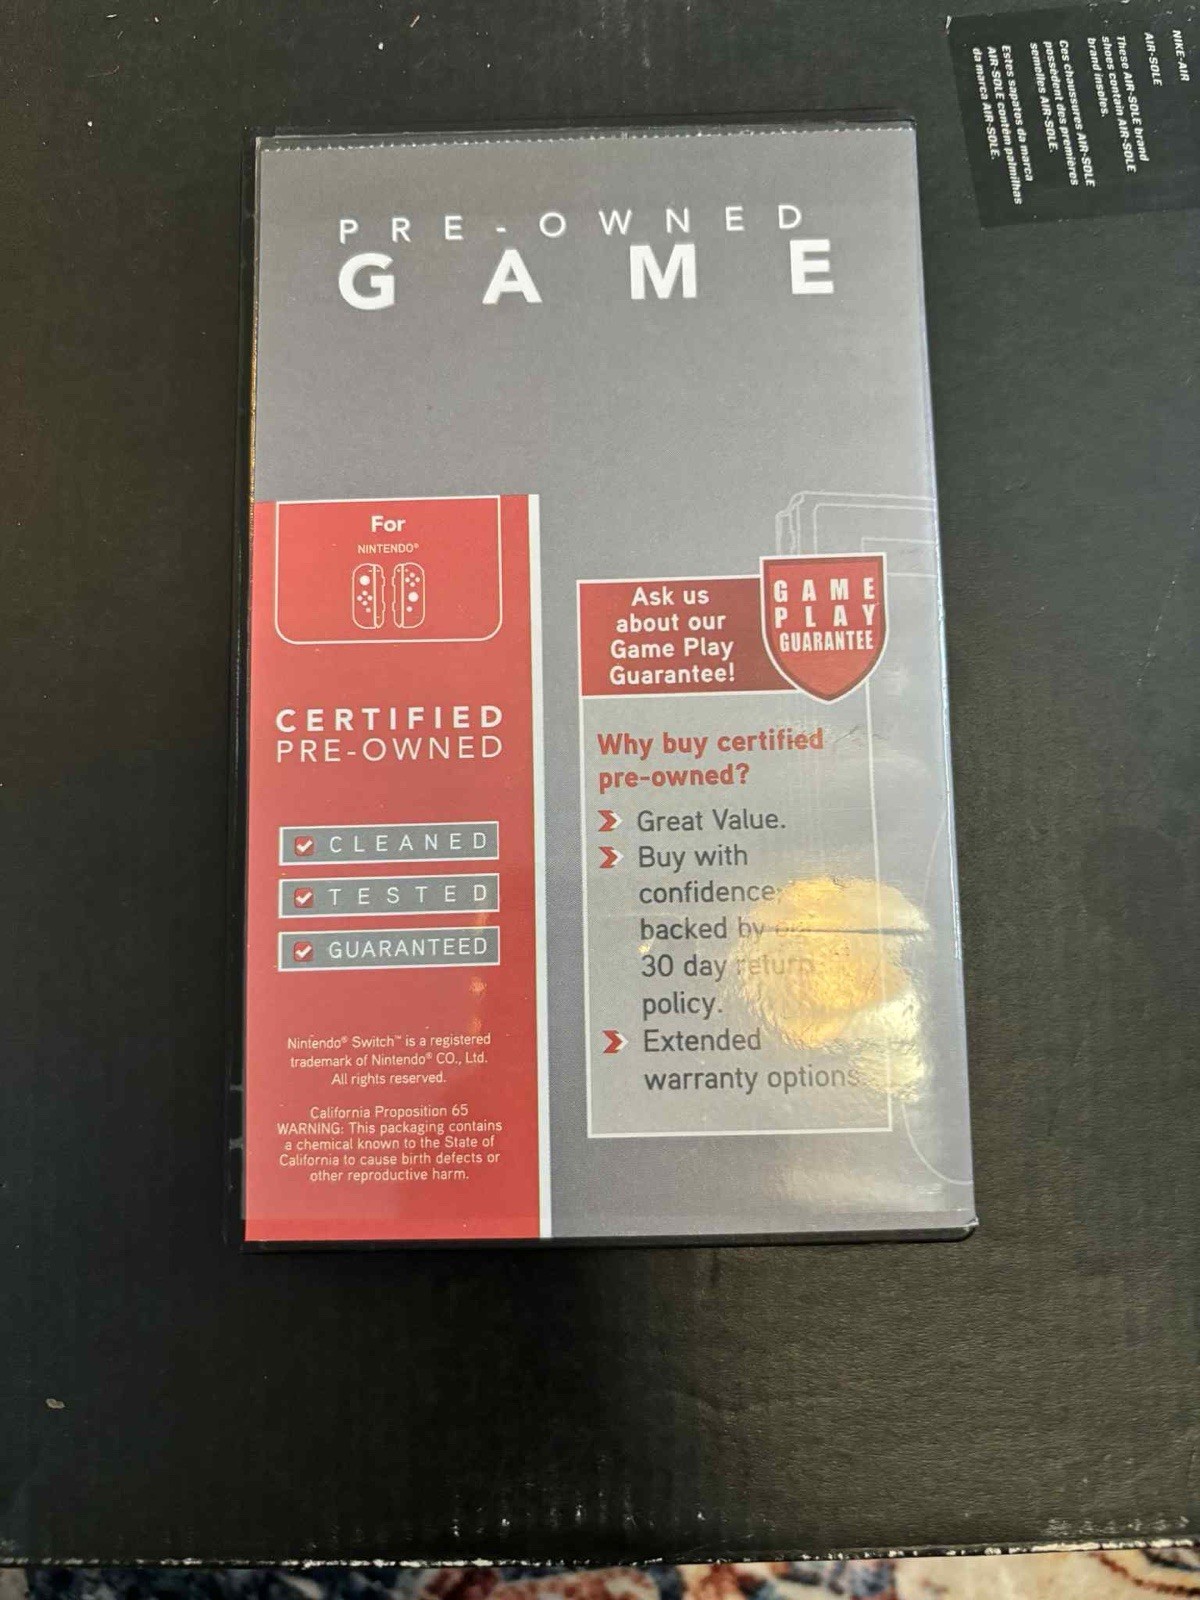 PRE-OWNED
GAME
For
NINTENDO®
CERTIFIED
PRE-OWNED
CLEANED
TESTED
GUARANTEED
Nintendo® Switch™ is a registered
trademark of Nintendo® CO., Ltd.
All rights reserved.
California Proposition 65
WARNING: This packaging contains
a chemical known to the State of
California to cause birth defects or
other reproductive harm.
Ask us
about our
Game Play
Guarantee!
GAME
PLAY
GUARANTEE
Why buy certified
pre-owned?
Great Value.
Buy with
confidence;
backed by our
30 day return
policy.
Extended
warranty options.
NIKE-AIR
AIR-SOLE
These AIR-SOLE brand
shoes contain AIR-SOLE
brand insoles.
Ces chaussures AIR-SOLE
possèdent des premières
semelles AIR-SOLE.
Estes sapatos da marca
AIR-SOLE contêm palmilhas
da marca AIR-SOLE.